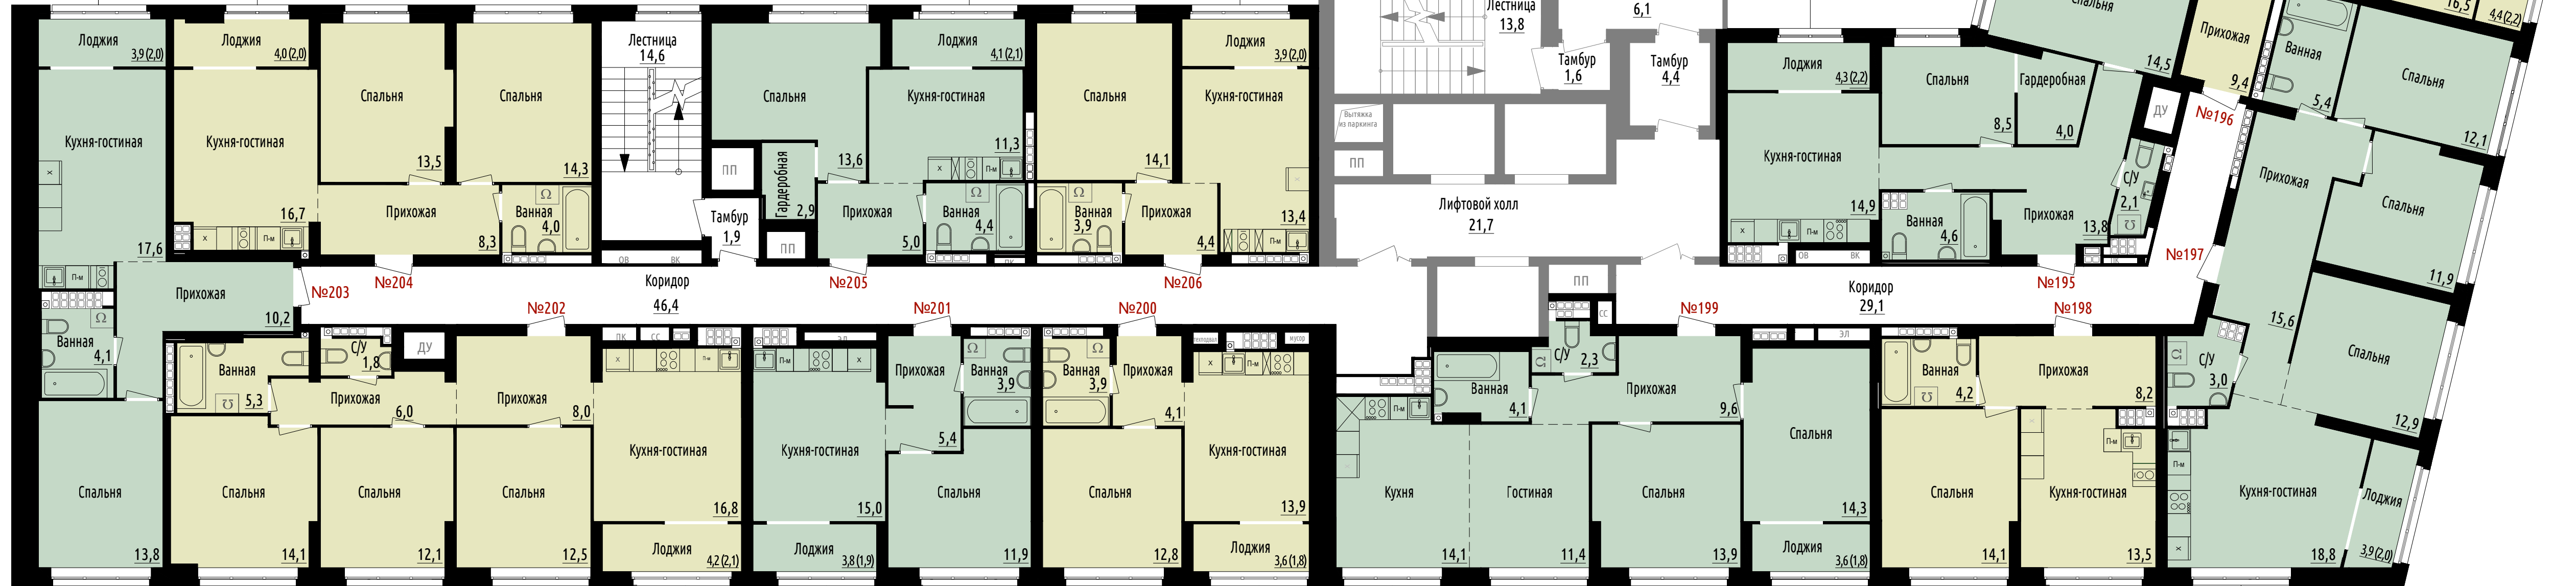 Лоджия
3,9(2,0)
Кухня-гостиная
17,6
П-м
х
Прихожая
10,2
Ванная
4,1
Спальня
13,8
№203
Лоджия
4,0(2,0)
Кухня-гостиная
16,7
х
П-м
Спальня
13,5
Спальня
14,3
Прихожая
8,3
Ванная
4,0
№204
Лестница
14,6
ПП
Тамбур
1,9
ОВ
ВК
Коридор
46,4
Спальня
13,6
Гардеробная
2,9
ПП
Лоджия
4,1(2,1)
Кухня-гостиная
11,3
х
П-м
Прихожая
5,0
Ванная
4,4
ПК
№205
Спальня
14,1
Лоджия
3,9(2,0)
Кухня-гостиная
13,4
х
П-м
Ванная
3,9
Прихожая
4,4
№206
Ванная
5,3
С/У
1,8
ДУ
Прихожая
6,0
Прихожая
8,0
Спальня
14,1
Спальня
12,1
Спальня
12,5
№202
ПК
СС
х
П-м
Кухня-гостиная
16,8
Лоджия
4,2(2,1)
ЭЛ
П-м
х
Кухня-гостиная
15,0
Лоджия
3,8(1,9)
№201
Прихожая
5,4
Ванная
3,9
Спальня
11,9
№200
Ванная
3,9
Прихожая
4,1
Спальня
12,8
техподвал
мусор
х
П-м
Кухня-гостиная
13,9
Лоджия
3,6(1,8)
Лестница
13,8
6,1
Тамбур
1,6
Тамбур
4,4
Вытяжка
из паркинга
ПП
Лифтовой холл
21,7
ПП
СС
№199
С/У
2,3
Ванная
4,1
Прихожая
9,6
П-м
Кухня
14,1
Гостиная
11,4
Спальня
13,9
Спальня
14,3
Лоджия
3,6(1,8)
ЭЛ
Коридор
29,1
Лоджия
4,3(2,2)
Кухня-гостиная
14,9
х
П-м
ОВ
ВК
Спальня
8,5
Гардеробная
4,0
Ванная
4,6
Прихожая
13,8
С/У
2,1
ДУ
№195
Спальня
14,5
Прихожая
9,4
№196
16,5
4,4(2,2)
№198
Ванная
4,2
Прихожая
8,2
Спальня
14,1
П-м
Кухня-гостиная
13,5
№197
Ванная
5,4
Спальня
12,1
Прихожая
15,6
Спальня
11,9
Спальня
12,9
С/У
3,0
П-м
х
Кухня-гостиная
18,8
Лоджия
3,9(2,0)